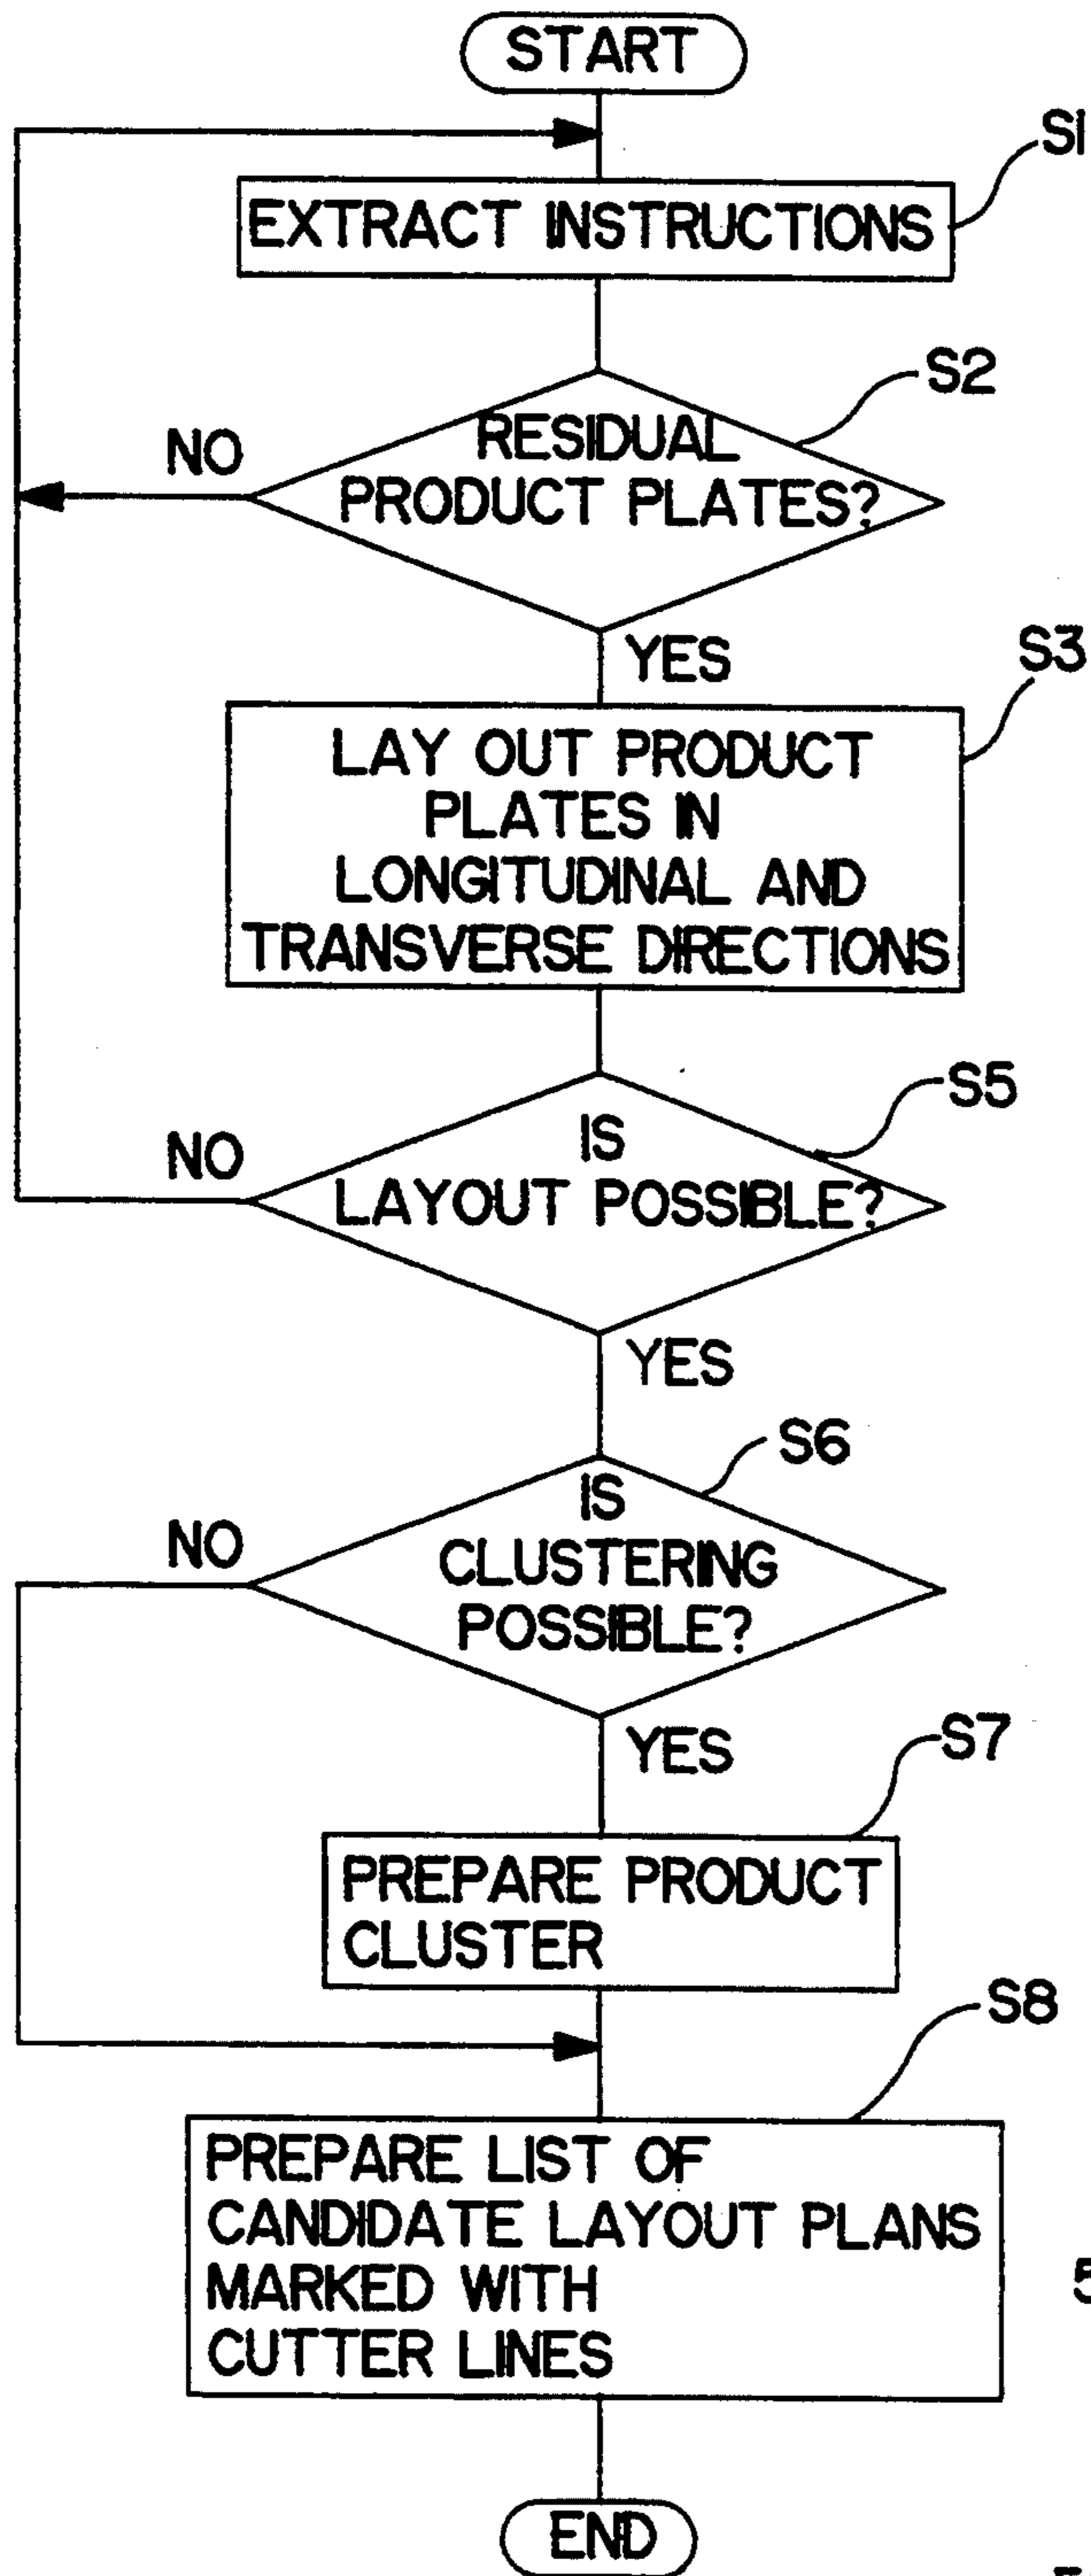 START
S1
EXTRACT INSTRUCTIONS
S2
NO
RESIDUAL
PRODUCT PLATES?
YES
S3
LAY OUT PRODUCT
PLATES IN
LONGITUDINAL AND
TRANSVERSE DIRECTIONS
S5
NO
IS
LAYOUT POSSIBLE?
YES
S6
NO
IS
CLUSTERING
POSSIBLE?
YES
S7
PREPARE PRODUCT
CLUSTER
S8
PREPARE LIST OF
CANDIDATE LAYOUT PLANS
MARKED WITH
CUTTER LINES
END